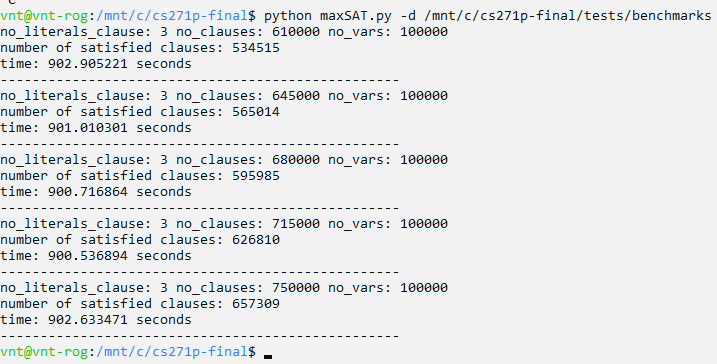 vnt@vnt-rog:/mnt/c/cs271p-final$ python maxSAT.py -d /mnt/c/cs271p-final/tests/benchmarks
no_literals_clause: 3 no_clauses: 610000 no_vars: 100000
number of satisfied clauses: 534515
time: 902.905221 seconds
--------------------------------------------------
no_literals_clause: 3 no_clauses: 645000 no_vars: 100000
number of satisfied clauses: 565014
time: 901.010301 seconds
--------------------------------------------------
no_literals_clause: 3 no_clauses: 680000 no_vars: 100000
number of satisfied clauses: 595985
time: 900.716864 seconds
--------------------------------------------------
no_literals_clause: 3 no_clauses: 715000 no_vars: 100000
number of satisfied clauses: 626810
time: 900.536894 seconds
--------------------------------------------------
no_literals_clause: 3 no_clauses: 750000 no_vars: 100000
number of satisfied clauses: 657309
time: 902.633471 seconds
--------------------------------------------------
vnt@vnt-rog:/mnt/c/cs271p-final$